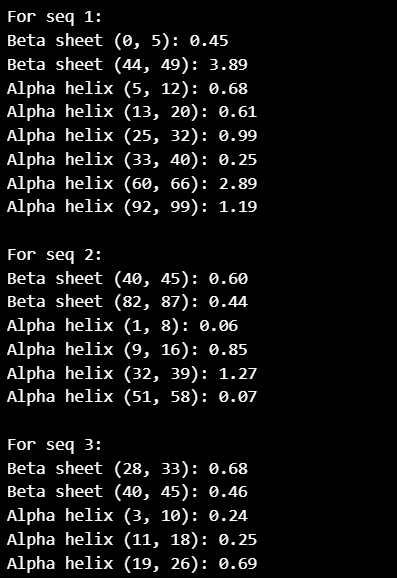 For seq 1:
Beta sheet (0, 5): 0.45
Beta sheet (44, 49): 3.89
Alpha helix (5, 12): 0.68
Alpha helix (13, 20): 0.61
Alpha helix (25, 32): 0.99
Alpha helix (33, 40): 0.25
Alpha helix (60, 66): 2.89
Alpha helix (92, 99): 1.19

For seq 2:
Beta sheet (40, 45): 0.60
Beta sheet (82, 87): 0.44
Alpha helix (1, 8): 0.06
Alpha helix (9, 16): 0.85
Alpha helix (32, 39): 1.27
Alpha helix (51, 58): 0.07

For seq 3:
Beta sheet (28, 33): 0.68
Beta sheet (40, 45): 0.46
Alpha helix (3, 10): 0.24
Alpha helix (11, 18): 0.25
Alpha helix (19, 26): 0.69